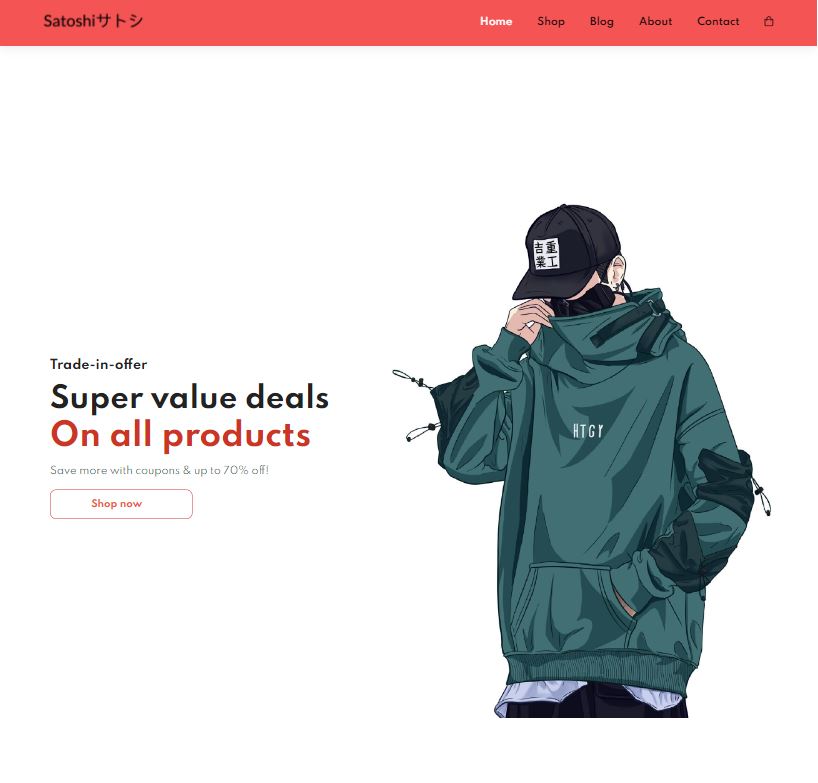 Satoshiサトシ
Home Shop Blog About Contact
吉重
業工
Trade-in-offer
Super value deals
On all products
HTGY
Save more with coupons & up to 70% off!
Shop now